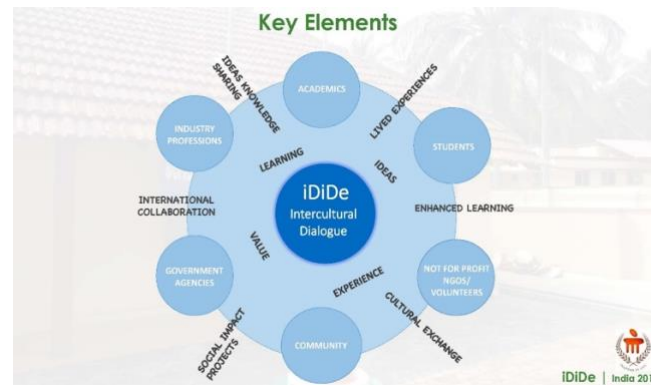 Key Elements
IDEAS KNOWLEDGE
SHARING
ACADEMICS
LIVED EXPERIENCES
INDUSTRY
PROFESSIONS
LEARNING
IDEAS
STUDENTS
iDiDe
Intercultural
Dialogue
INTERNATIONAL
COLLABORATION
ENHANCED LEARNING
VALUE
EXPERIENCE
GOVERNMENT
AGENCIES
NOT FOR PROFIT
NGOS/
VOLUNTEERS
SOCIAL IMPACT
PROJECTS
COMMUNITY
CULTURAL EXCHANGE
iDiDe | India